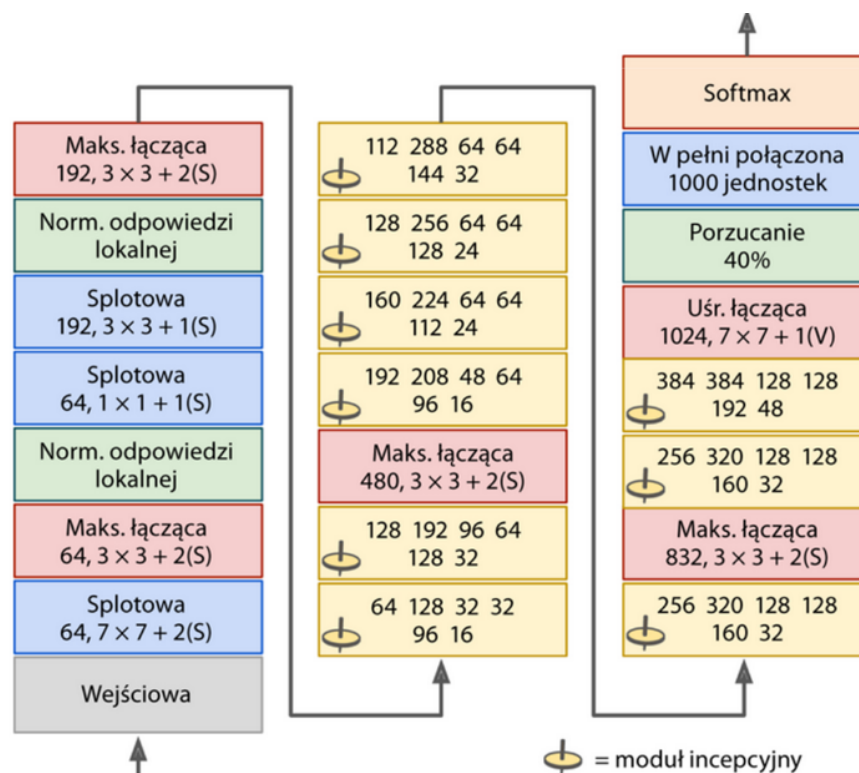 Maks. łącząca
192, 3 × 3 + 2(S)
Norm. odpowiedzi
lokalnej
Splotowa
192, 3 × 3 + 1(S)
Splotowa
64, 1 × 1 + 1(S)
Norm. odpowiedzi
lokalnej
Maks. łącząca
64, 3 × 3 + 2(S)
Splotowa
64, 7 × 7 + 2(S)
Wejściowa
112 288 64 64
144 32
128 256 64 64
128 24
160 224 64 64
112 24
192 208 48 64
96 16
Maks. łącząca
480, 3 × 3 + 2(S)
128 192 96 64
128 32
64 128 32 32
96 16
Softmax
W pełni połączona
1000 jednostek
Porzucanie
40%
Uśr. łącząca
1024, 7 × 7 + 1(V)
384 384 128 128
192 48
256 320 128 128
160 32
Maks. łącząca
832, 3 × 3 + 2(S)
256 320 128 128
160 32
= moduł incepcyjny